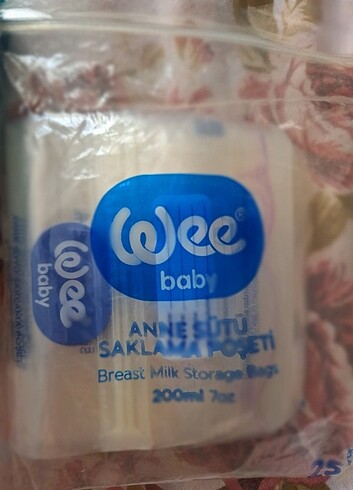 Wee
baby
ANNE SÜTÜ
SAKLAMA POŞETİ
Breast Milk Storage Bags
200ml 7oz
Wee
baby
25